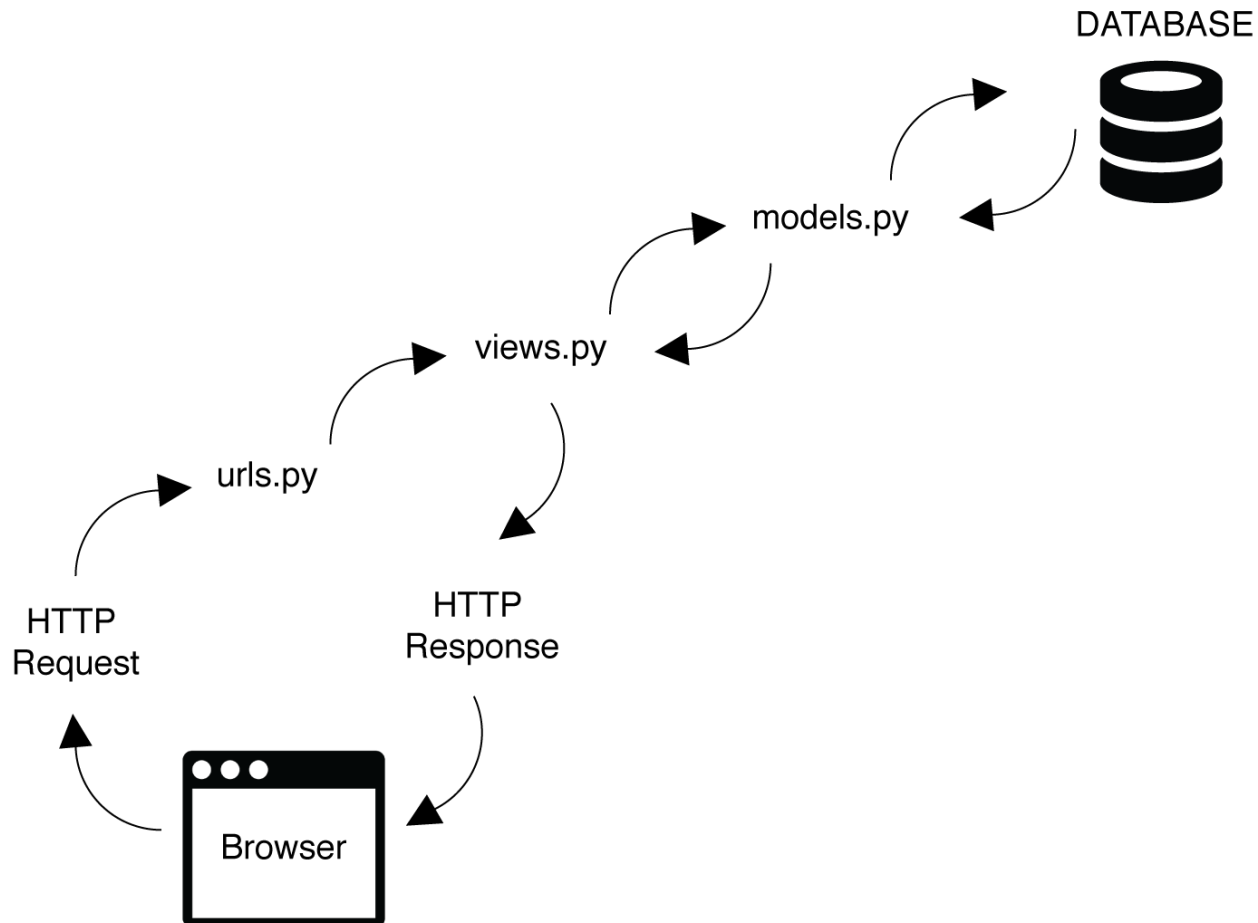 DATABASE
models.py
views.py
urls.py
HTTP
Request
HTTP
Response
Browser